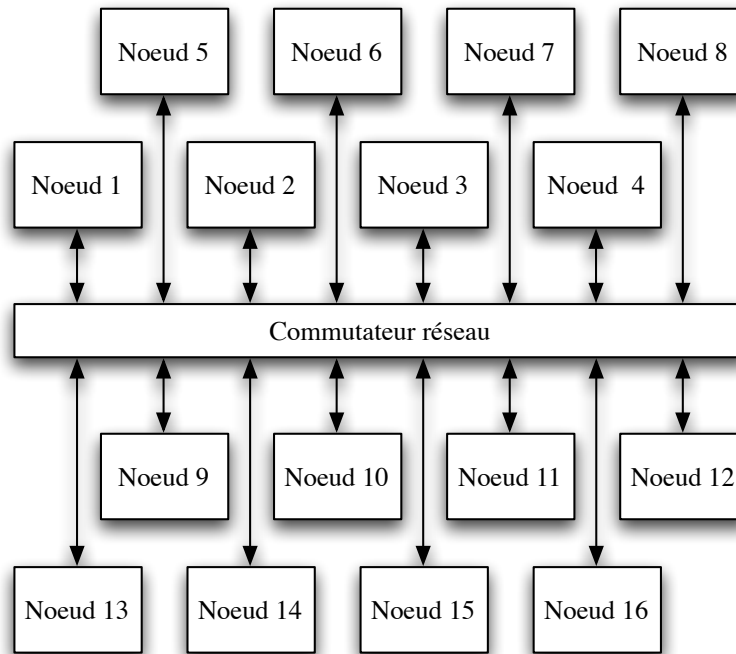 Noeud 5
Noeud 6
Noeud 7
Noeud 8
Noeud 1
Noeud 2
Noeud 3
Noeud 4
Commutateur réseau
Noeud 9
Noeud 10
Noeud 11
Noeud 12
Noeud 13
Noeud 14
Noeud 15
Noeud 16